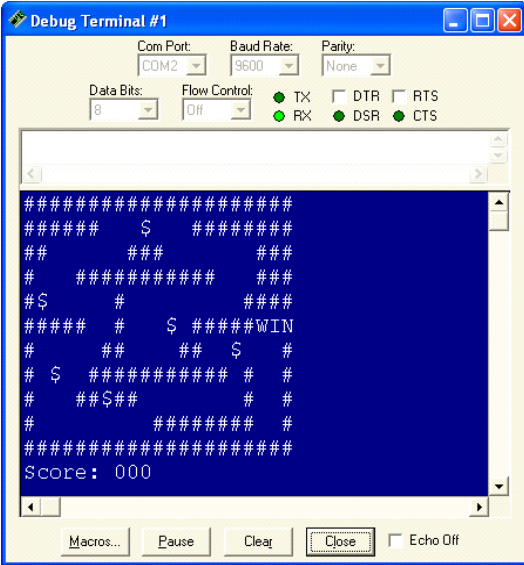 Debug Terminal #1
Com Port: Baud Rate: Parity:
COM2 9600 None
Data Bits: Flow Control: TX DTR RTS
8 Off RX DSR CTS
#####################
######   $   ########
##      ###       ###
#   ###########   ###
#$     #         ####
#####  #   $ #####WIN
#     ##    ##  $   #
# $  ########### #  #
#   ##$##        #  #
#         ########  #
#####################
Score: 000
Macros... Pause Clear Close Echo Off